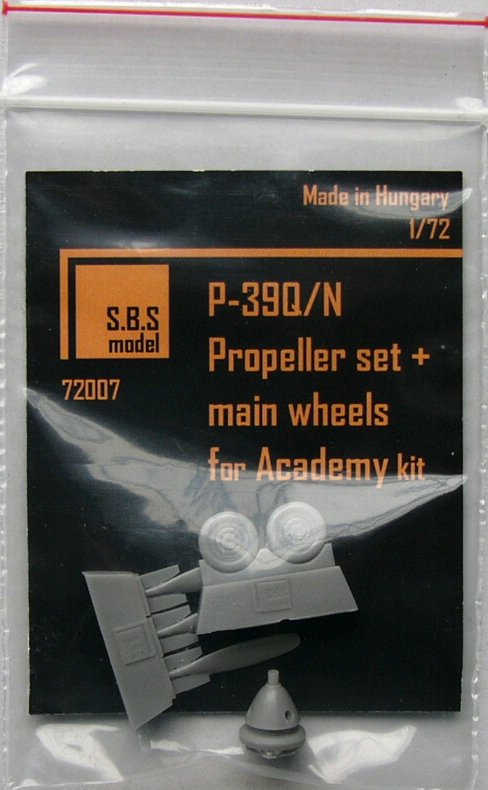 Made in Hungary
1/72
S.B.S
model
72007
P-39Q/N
Propeller set +
main wheels
for Academy kit
S.B.S